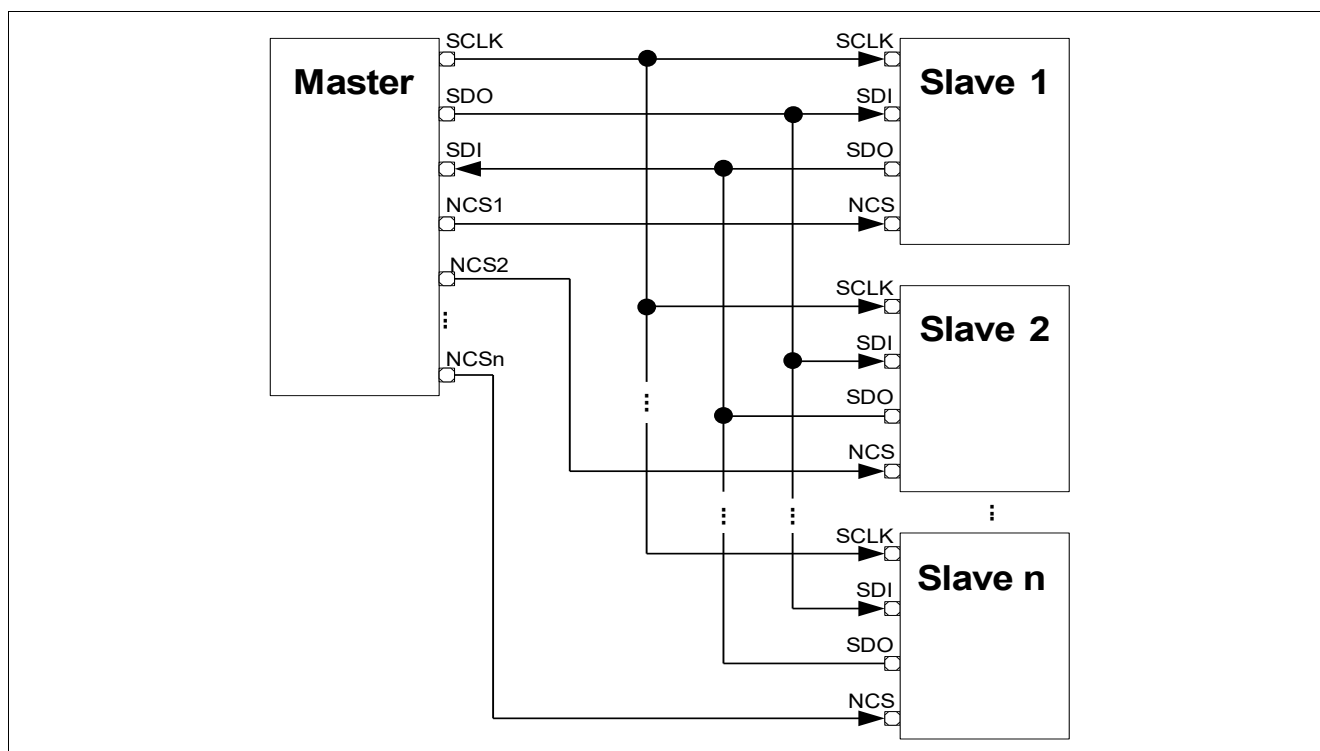 Master
SCLK
SDO
SDI
NCS1
NCS2
...
NCSn
SCLK
SDI
SDO
NCS
Slave 1
SCLK
SDI
SDO
NCS
Slave 2
...
...
...
...
SCLK
SDI
SDO
NCS
Slave n